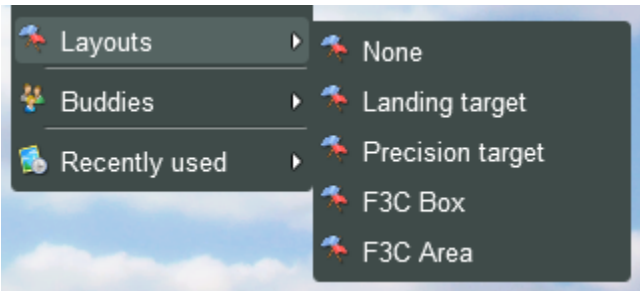 Layouts
Buddies
Recently used
None
Landing target
Precision target
F3C Box
F3C Area